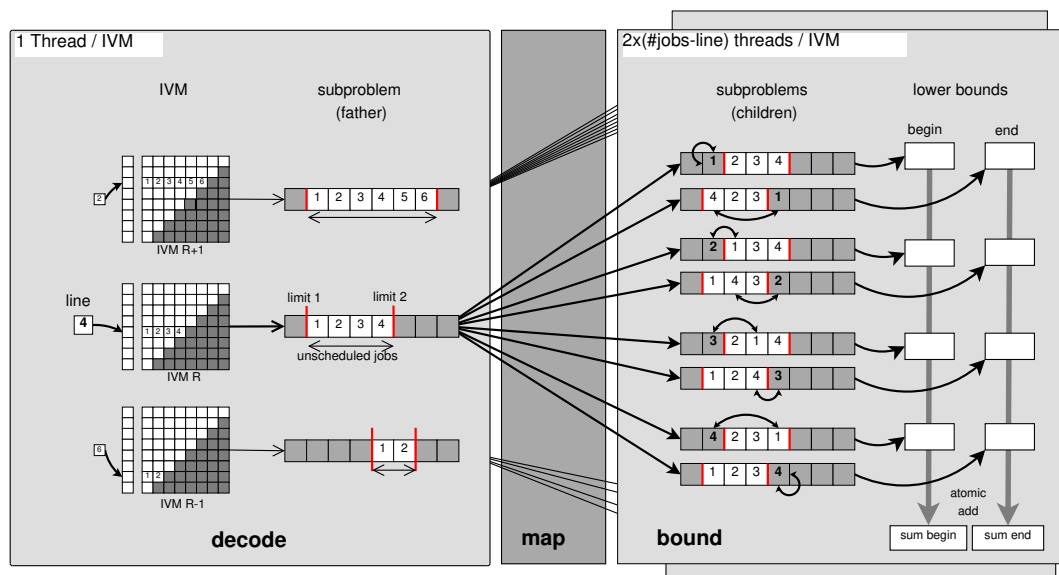 1 Thread / IVM
IVM
subproblem
(father)
2
1 2 3 4 5 6
IVM R+1
1 2 3 4 5 6
line
4
1 2 3 4
IVM R
limit 1
limit 2
1 2 3 4
unscheduled jobs
6
1 2
IVM R-1
1 2
decode
map
2x(#jobs-line) threads / IVM
subproblems
(children)
lower bounds
begin
end
1 2 3 4
4 2 3 1
2 1 3 4
1 4 3 2
3 2 1 4
1 2 4 3
4 2 3 1
1 2 3 4
atomic
add
sum begin
sum end
bound